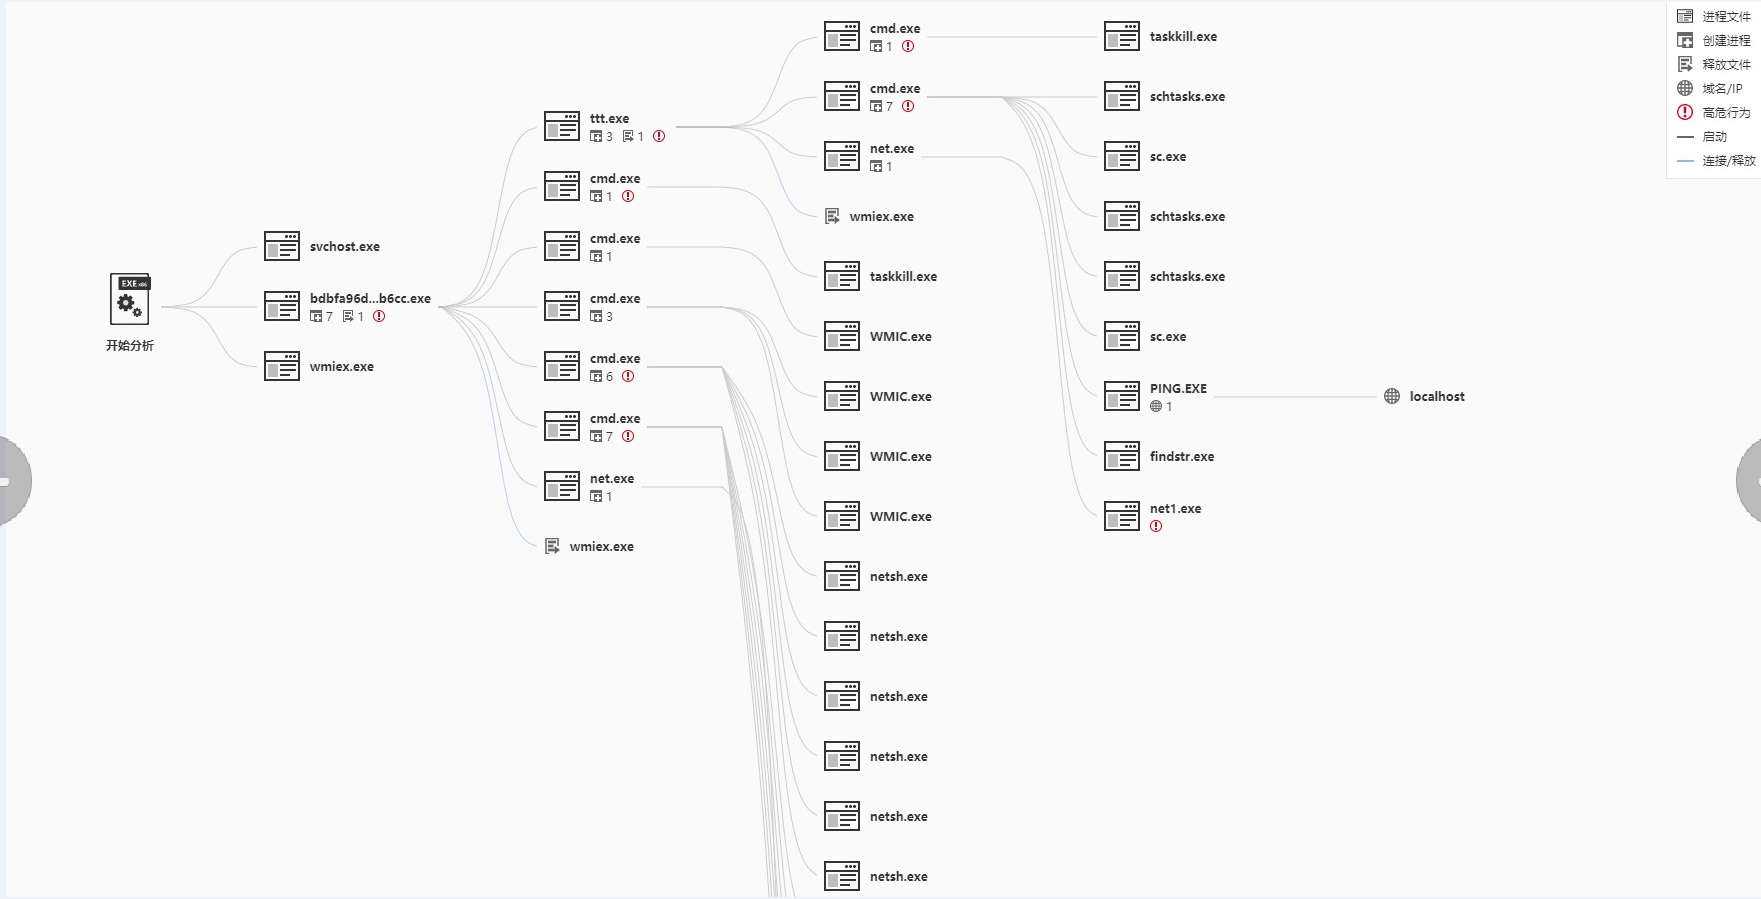 EXE x86
开始分析
svchost.exe
bdbfa96d...b6cc.exe
7 1
wmiex.exe
ttt.exe
3 1
cmd.exe
1
cmd.exe
1
cmd.exe
3
cmd.exe
6
cmd.exe
7
net.exe
1
wmiex.exe
cmd.exe
1
cmd.exe
7
net.exe
1
wmiex.exe
taskkill.exe
WMIC.exe
WMIC.exe
WMIC.exe
WMIC.exe
netsh.exe
netsh.exe
netsh.exe
netsh.exe
netsh.exe
netsh.exe
taskkill.exe
schtasks.exe
sc.exe
schtasks.exe
schtasks.exe
sc.exe
PING.EXE
1
findstr.exe
net1.exe
localhost
进程文件
创建进程
释放文件
域名/IP
高危行为
启动
连接/释放